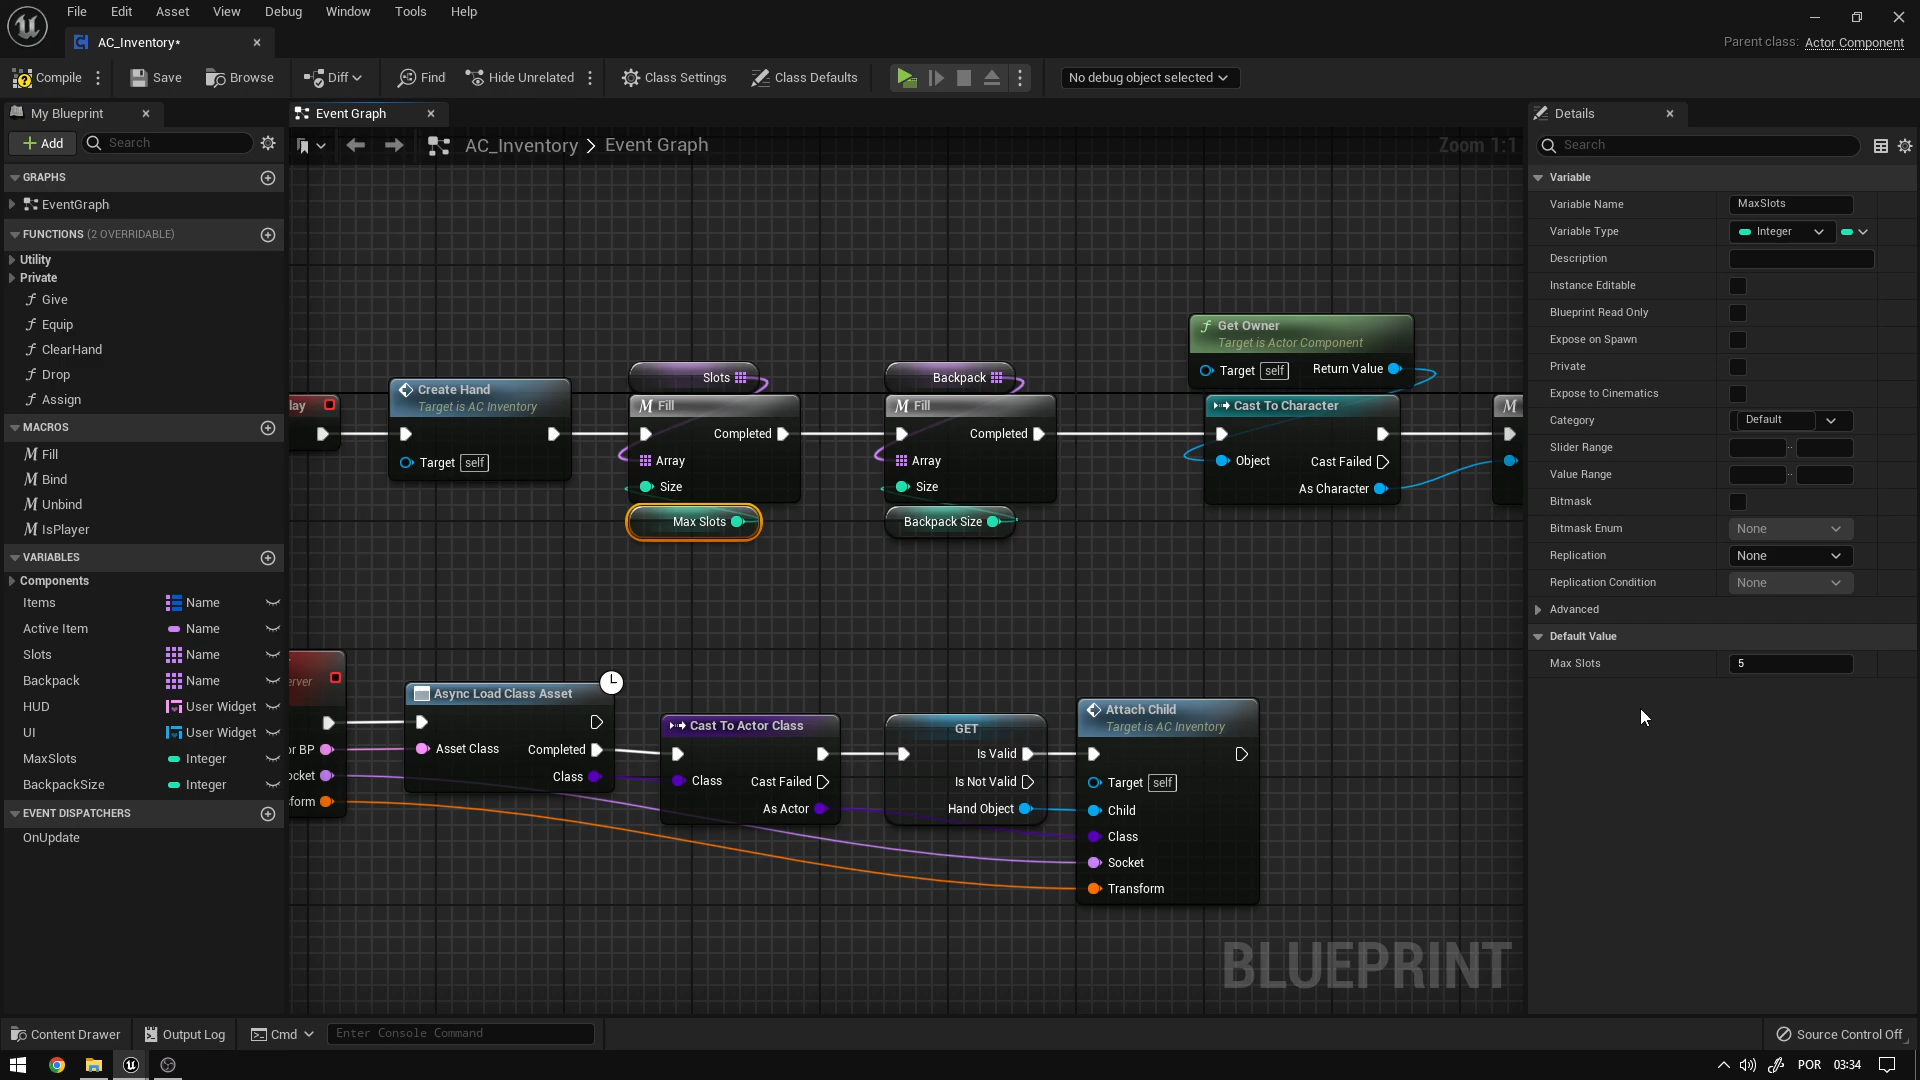 File Edit Asset View Debug Window Tools Help
AC_Inventory*
Parent class: Actor Component
Compile Save Browse Diff Find Hide Unrelated Class Settings Class Defaults No debug object selected
My Blueprint
Add Search
GRAPHS
EventGraph
FUNCTIONS (2 OVERRIDABLE)
Utility
Private
Give
Equip
ClearHand
Drop
Assign
MACROS
Fill
Bind
Unbind
IsPlayer
VARIABLES
Components
Items Name
Active Item Name
Slots Name
Backpack Name
HUD User Widget
UI User Widget
MaxSlots Integer
BackpackSize Integer
EVENT DISPATCHERS
OnUpdate
Event Graph
AC_Inventory > Event Graph
Zoom 1:1
lay
Create Hand
Target is AC Inventory
Target self
Slots
Fill
Completed
Array
Size
Max Slots
Backpack
Fill
Completed
Array
Size
Backpack Size
Get Owner
Target is Actor Component
Target self Return Value
Cast To Character
Object Cast Failed
As Character
M
erver
or BP
ocket
form
Async Load Class Asset
Asset Class Completed
Class
Cast To Actor Class
Class Cast Failed
As Actor
GET
Is Valid
Is Not Valid
Hand Object
Attach Child
Target is AC Inventory
Target self
Child
Class
Socket
Transform
BLUEPRINT
Details
Search
Variable
Variable Name MaxSlots
Variable Type Integer
Description
Instance Editable
Blueprint Read Only
Expose on Spawn
Private
Expose to Cinematics
Category Default
Slider Range
Value Range
Bitmask
Bitmask Enum None
Replication None
Replication Condition None
Advanced
Default Value
Max Slots 5
Content Drawer Output Log Cmd Enter Console Command Source Control Off
POR 03:34